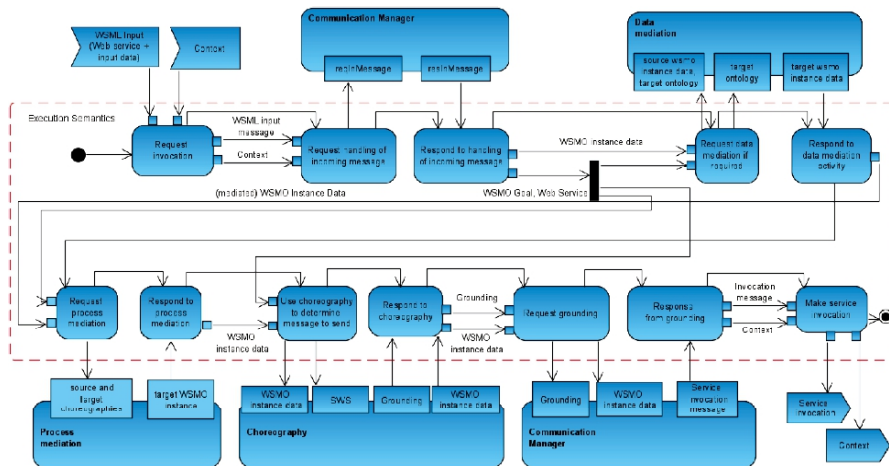 WSML Input
(Web service +
input data)
Context
Communication Manager
reqInMessage
resInMessage
Data
mediation
source wsmo
instance data,
target ontology
target
ontology
target wsmo
instance data
Execution Semantics
Request
invocation
WSML input
message
Context
Request handling of
incoming message
Respond to handling
of incoming message
WSMO instance data
Request data
mediation if
required
Respond to
data mediation
activity
(mediated) WSMO Instance Data
WSMO Goal, Web Service
Request
process
mediation
Respond to
process
mediation
WSMO
instance data
Use choreography
to determine
message to send
Respond to
choreography
Grounding
WSMO
instance data
Request grounding
Response
from grounding
Invocation
message
Context
Make service
invocation
source and
target
choreographies
target WSMO
instance
Process
mediation
WSMO
instance data
SWS
Grounding
WSMO
instance data
Choreography
Grounding
WSMO
instance data
Service
invocation
message
Communication
Manager
Service
invocation
Context